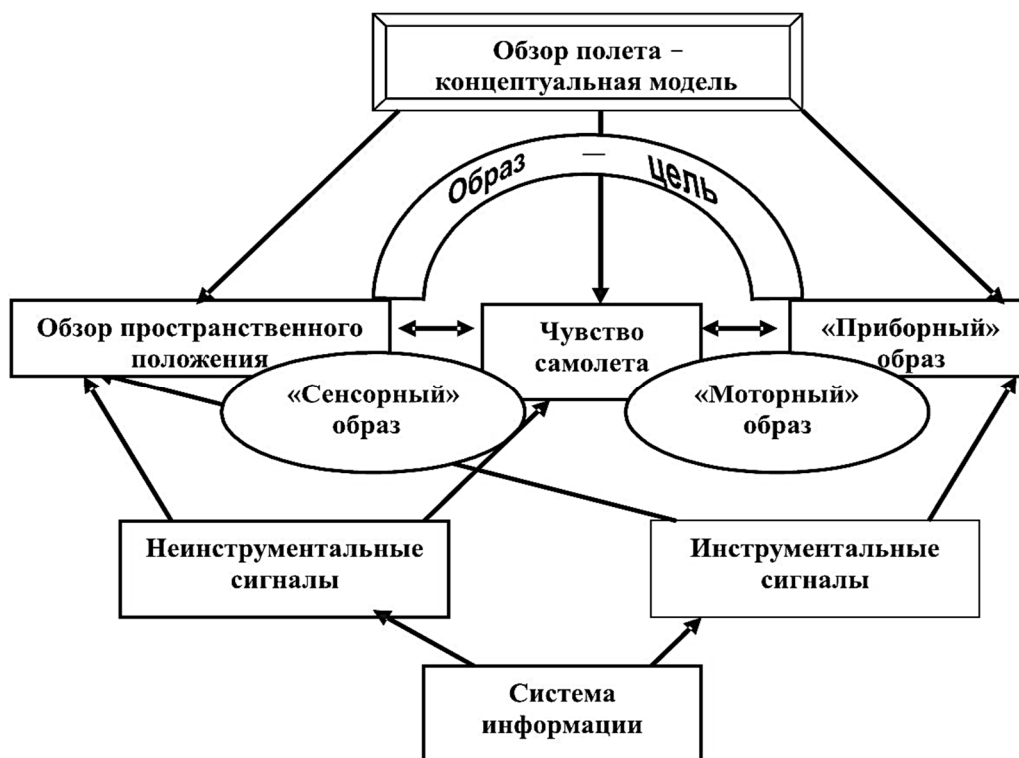 Обзор полета –
концептуальная модель
Образ — цель
Обзор пространственного
положения
Чувство
самолета
«Приборный»
образ
«Сенсорный»
образ
«Моторный»
образ
Неинструментальные
сигналы
Инструментальные
сигналы
Система
информации